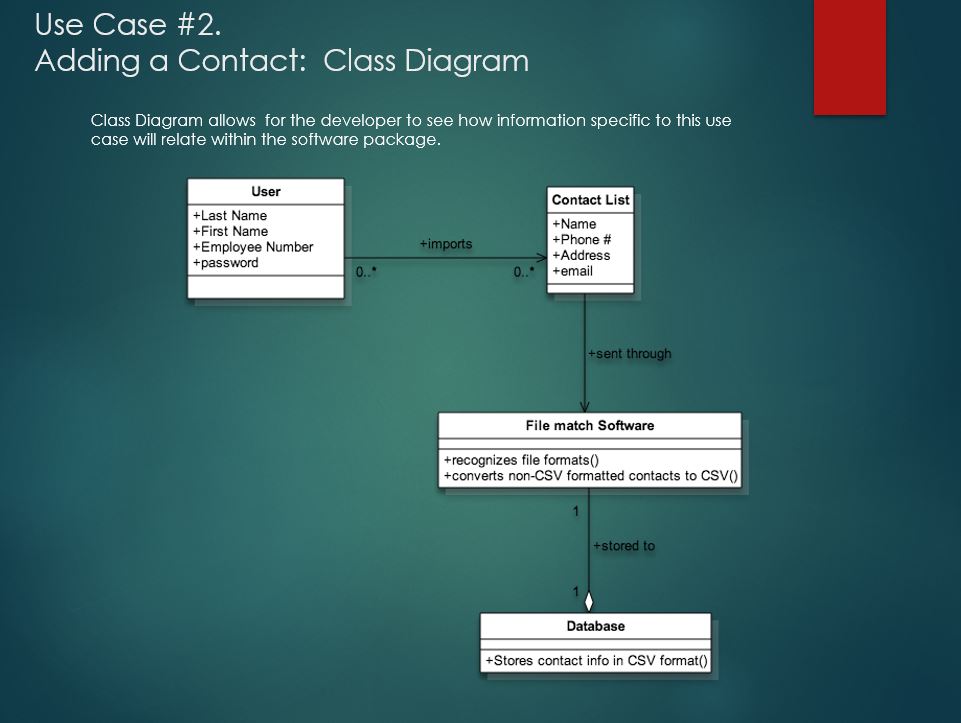 Use Case #2.
Adding a Contact: Class Diagram
Class Diagram allows for the developer to see how information specific to this use
case will relate within the software package.
User
+Last Name
+First Name
+Employee Number
+password
+imports
0..*
0..*
Contact List
+Name
+Phone #
+Address
+email
+sent through
File match Software
+recognizes file formats()
+converts non-CSV formatted contacts to CSV()
1
+stored to
1
Database
+Stores contact info in CSV format()